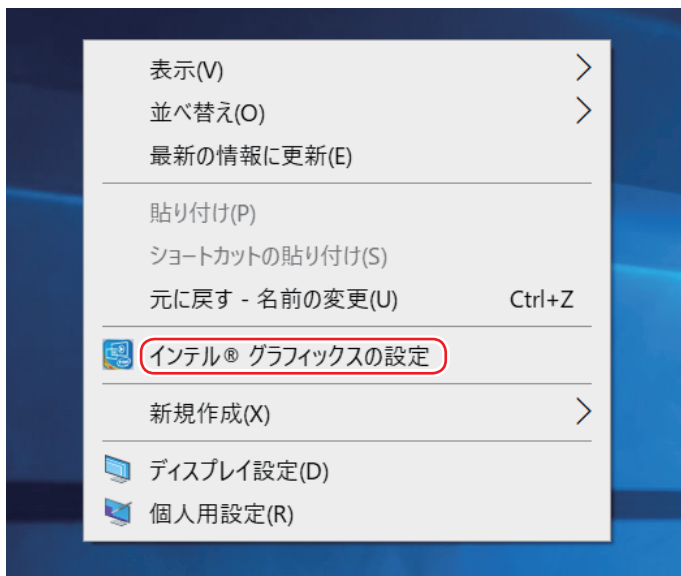 表示(V)
並べ替え(O)
最新の情報に更新(E)
貼り付け(P)
ショートカットの貼り付け(S)
元に戻す - 名前の変更(U) Ctrl+Z
インテル® グラフィックスの設定
新規作成(X)
ディスプレイ設定(D)
個人用設定(R)